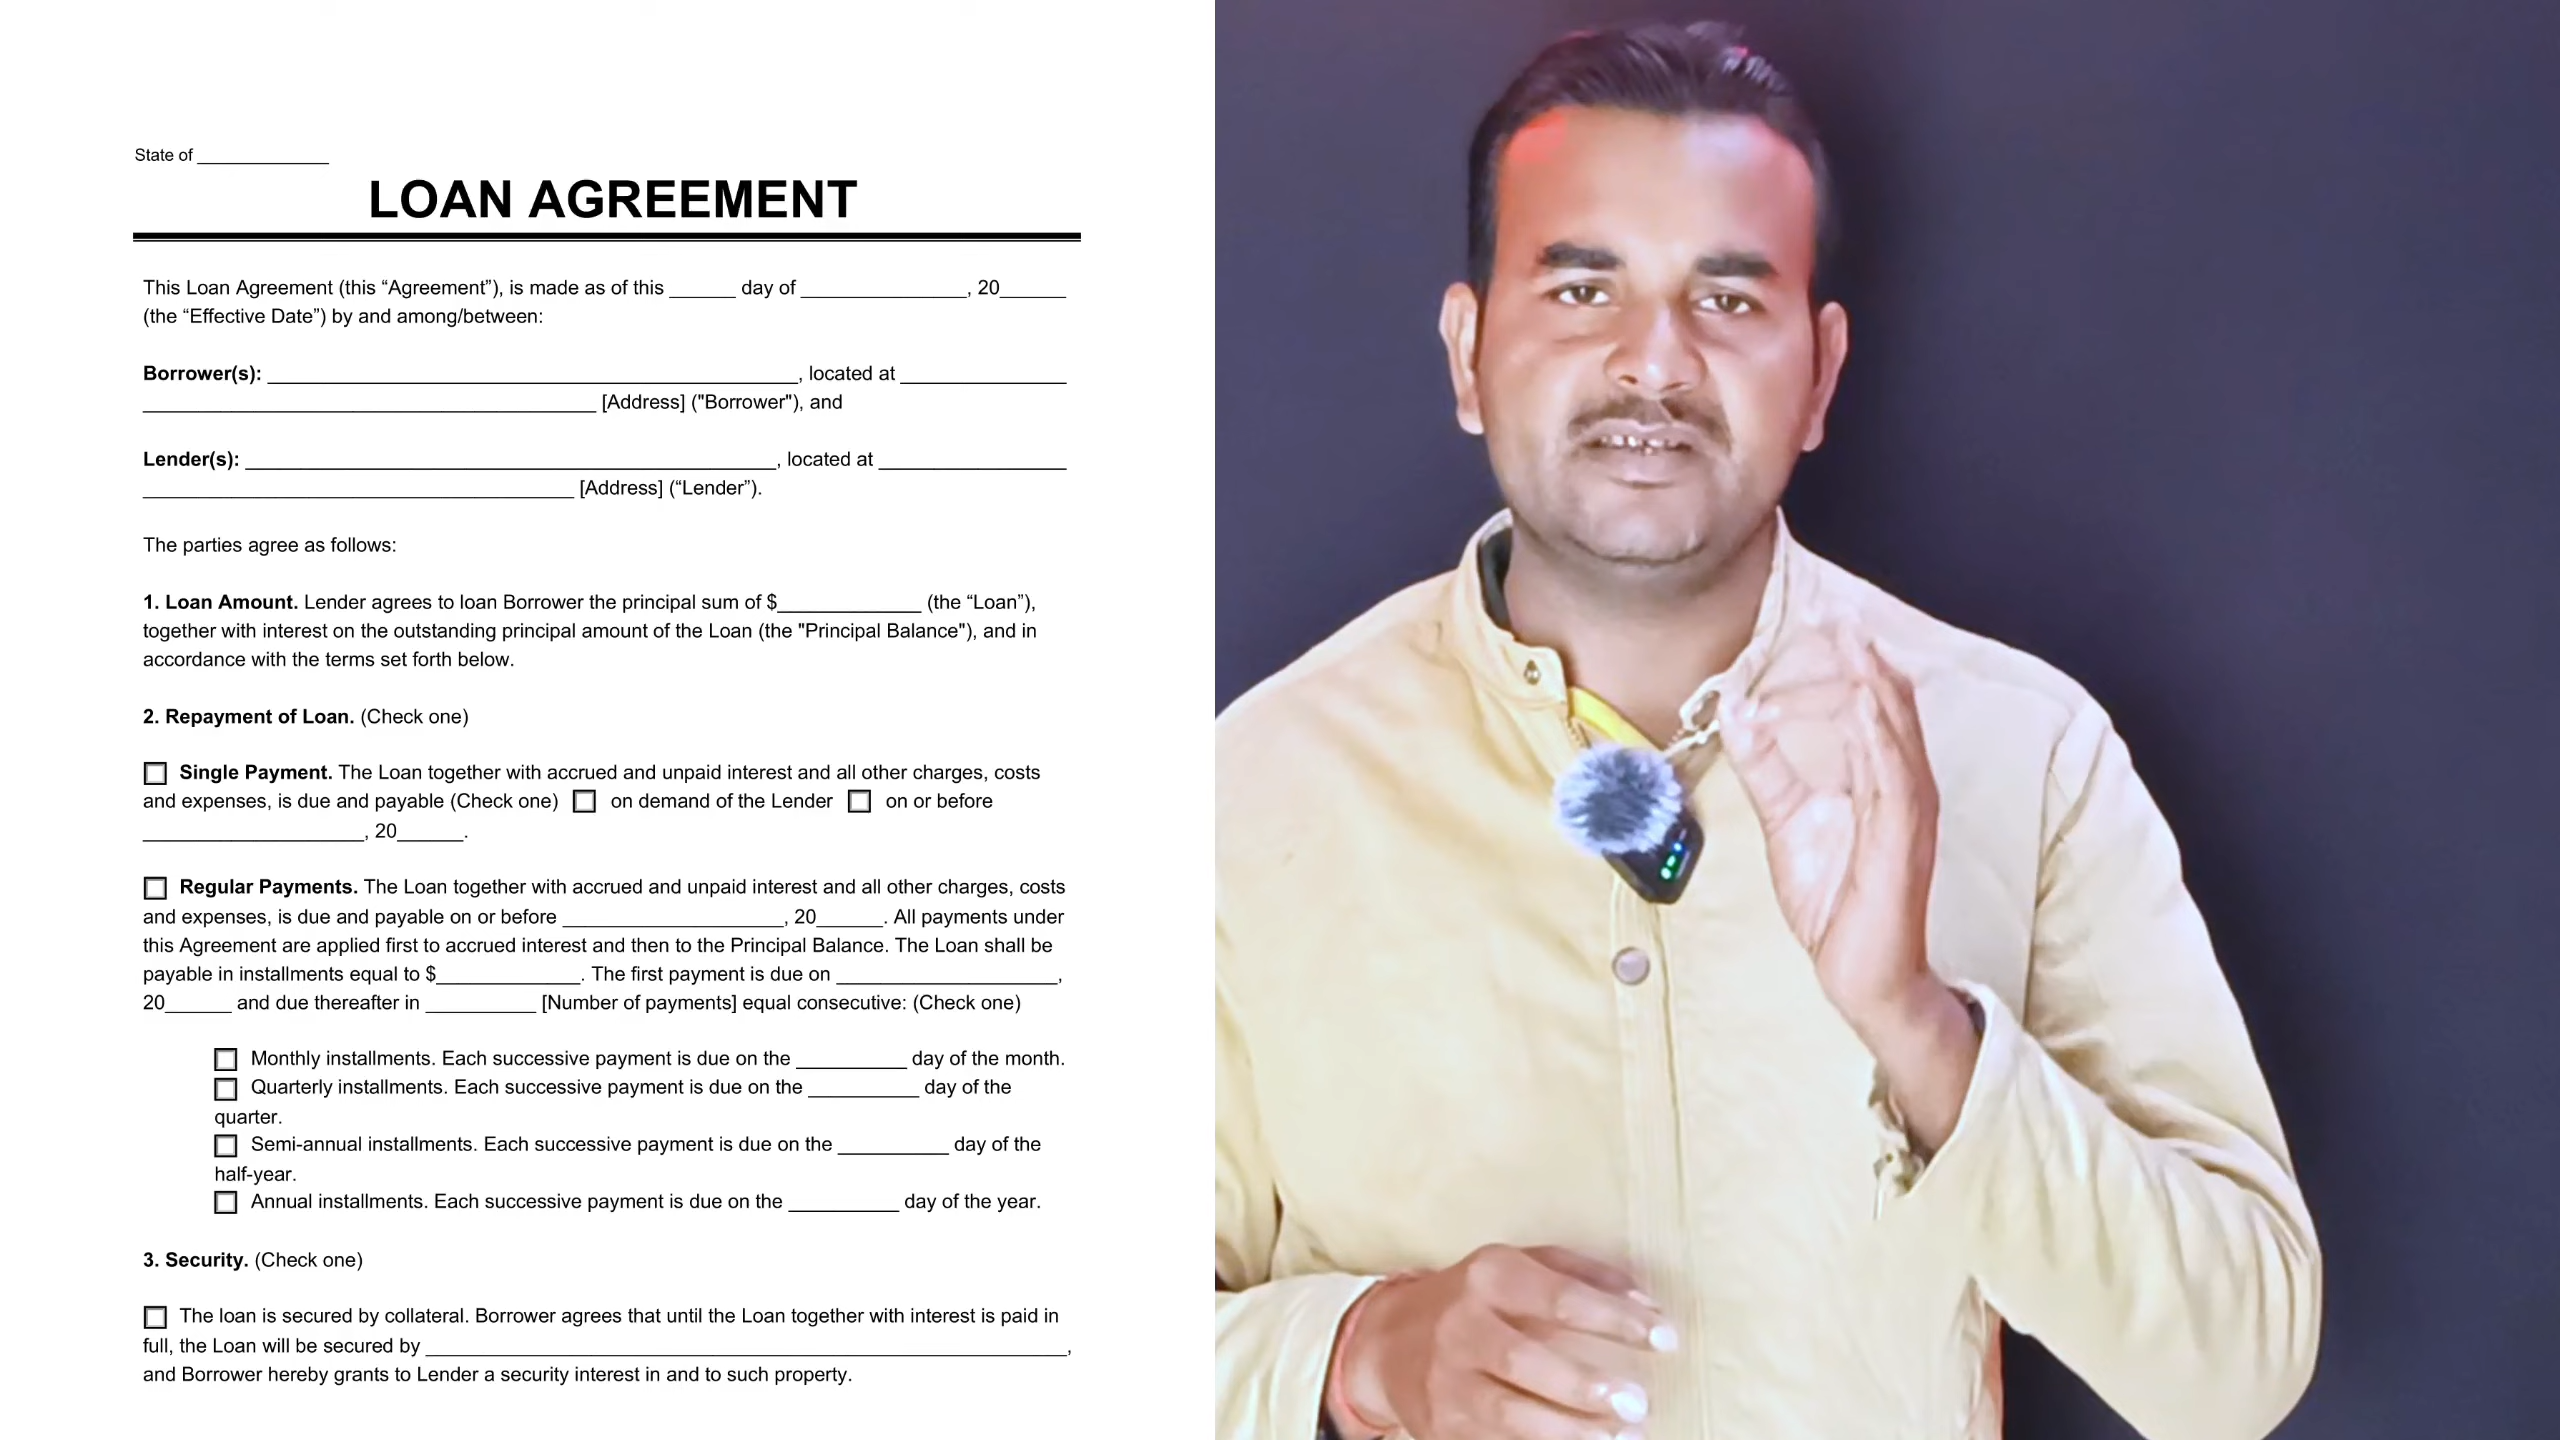 State of ____________
LOAN AGREEMENT
This Loan Agreement (this “Agreement”), is made as of this ______ day of _______________, 20______
(the “Effective Date”) by and among/between:
Borrower(s): ________________________________________________, located at _______________
_________________________________________ [Address] ("Borrower"), and
Lender(s): ________________________________________________, located at _________________
_______________________________________ [Address] (“Lender”).
The parties agree as follows:
1. Loan Amount. Lender agrees to loan Borrower the principal sum of $_____________ (the “Loan”),
together with interest on the outstanding principal amount of the Loan (the "Principal Balance"), and in
accordance with the terms set forth below.
2. Repayment of Loan. (Check one)
☐ Single Payment. The Loan together with accrued and unpaid interest and all other charges, costs
and expenses, is due and payable (Check one) ☐ on demand of the Lender ☐ on or before
____________________, 20______.
☐ Regular Payments. The Loan together with accrued and unpaid interest and all other charges, costs
and expenses, is due and payable on or before ____________________, 20______. All payments under
this Agreement are applied first to accrued interest and then to the Principal Balance. The Loan shall be
payable in installments equal to $_____________. The first payment is due on ____________________,
20______ and due thereafter in __________ [Number of payments] equal consecutive: (Check one)
☐ Monthly installments. Each successive payment is due on the __________ day of the month.
☐ Quarterly installments. Each successive payment is due on the __________ day of the
quarter.
☐ Semi-annual installments. Each successive payment is due on the __________ day of the
half-year.
☐ Annual installments. Each successive payment is due on the __________ day of the year.
3. Security. (Check one)
☐ The loan is secured by collateral. Borrower agrees that until the Loan together with interest is paid in
full, the Loan will be secured by __________________________________________________________,
and Borrower hereby grants to Lender a security interest in and to such property.